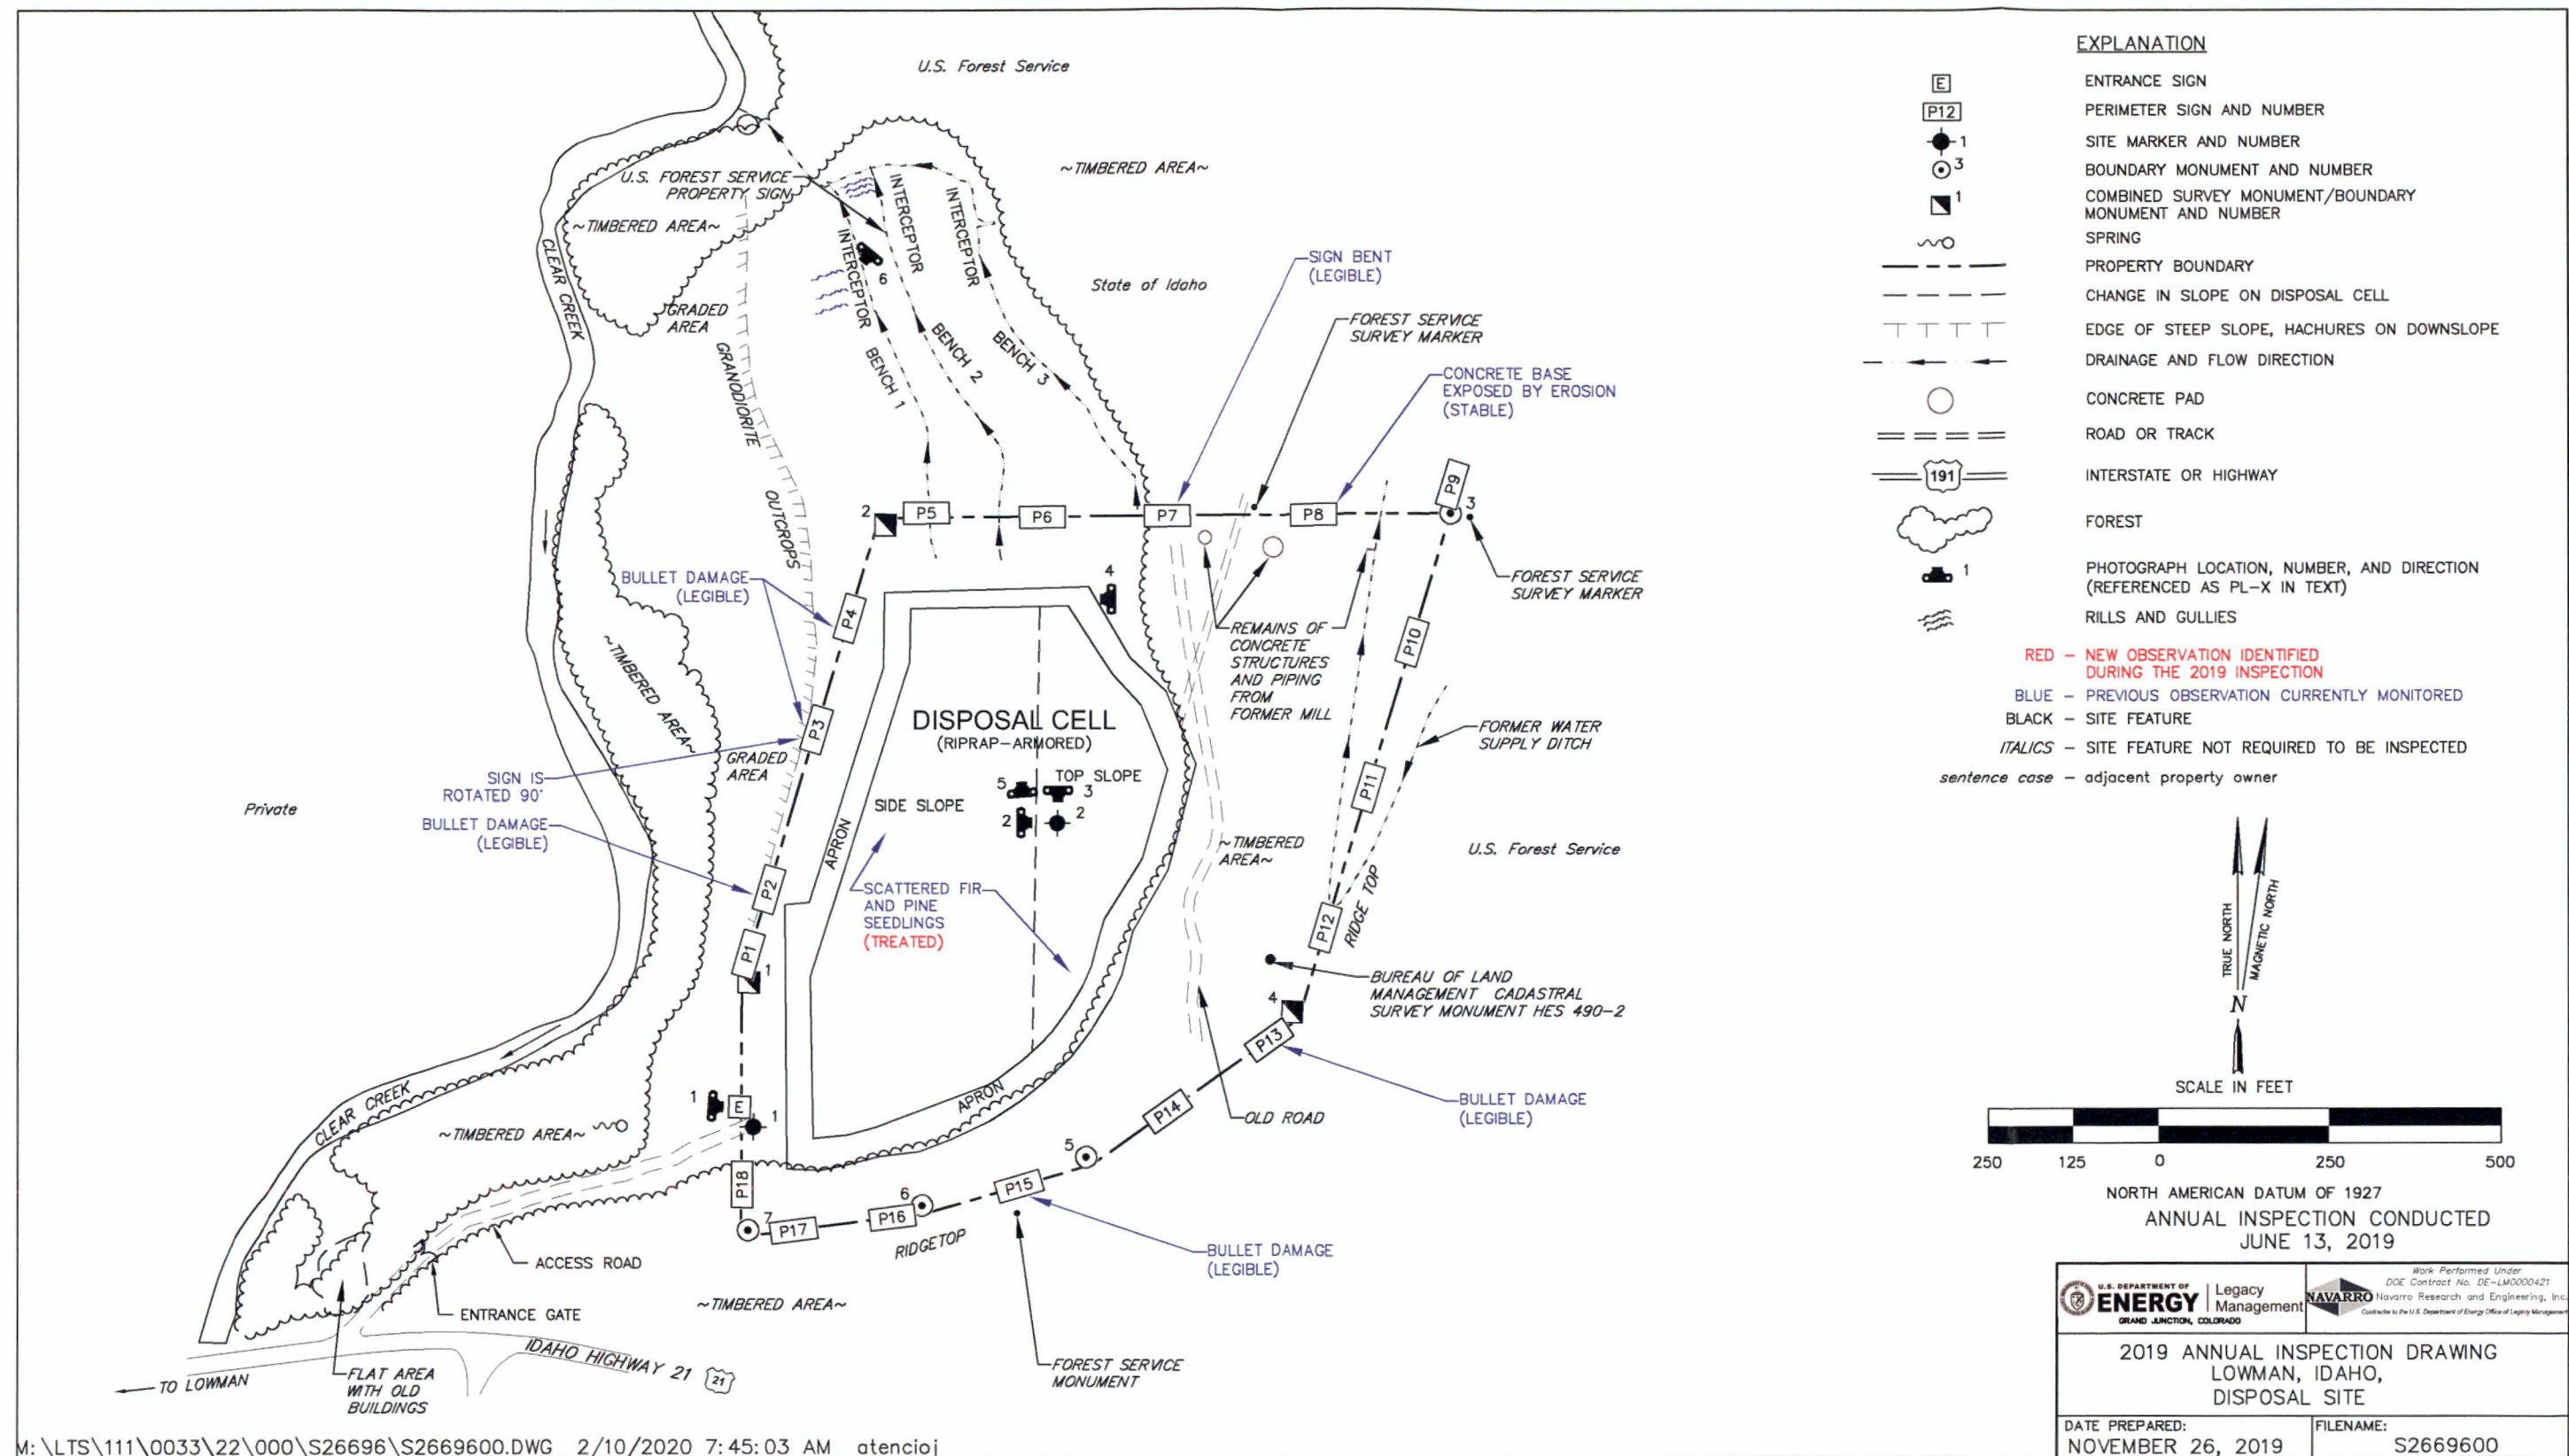 U.S. Forest Service
~TIMBERED AREA~
U.S. FOREST SERVICE
PROPERTY SIGN
~TIMBERED AREA~
CLEAR CREEK
INTERCEPTOR
INTERCEPTOR
INTERCEPTOR
6
GRADED
AREA
GRANODIORITE
OUTCROPS
BENCH 1
BENCH 2
BENCH 3
State of Idaho
SIGN BENT
(LEGIBLE)
FOREST SERVICE
SURVEY MARKER
CONCRETE BASE
EXPOSED BY EROSION
(STABLE)
2
P5
P6
P7
P8
P9
3
FOREST SERVICE
SURVEY MARKER
BULLET DAMAGE
(LEGIBLE)
P4
4
P10
REMAINS OF
CONCRETE
STRUCTURES
AND PIPING
FROM
FORMER MILL
~TIMBERED AREA~
P3
GRADED
AREA
DISPOSAL CELL
(RIPRAP-ARMORED)
FORMER WATER
SUPPLY DITCH
SIGN IS
ROTATED 90°
TOP SLOPE
5
3
SIDE SLOPE
2
2
P11
Private
BULLET DAMAGE
(LEGIBLE)
APRON
~TIMBERED
AREA~
U.S. Forest Service
P2
SCATTERED FIR
AND PINE
SEEDLINGS
(TREATED)
P12
RIDGE TOP
P1
1
BUREAU OF LAND
MANAGEMENT CADASTRAL
SURVEY MONUMENT HES 490-2
4
P13
CLEAR CREEK
1
E
1
APRON
P14
OLD ROAD
BULLET DAMAGE
(LEGIBLE)
~TIMBERED AREA~
5
P18
P15
6
7
P17
P16
RIDGETOP
BULLET DAMAGE
(LEGIBLE)
ACCESS ROAD
~TIMBERED AREA~
ENTRANCE GATE
IDAHO HIGHWAY 21
21
FOREST SERVICE
MONUMENT
TO LOWMAN
FLAT AREA
WITH OLD
BUILDINGS
EXPLANATION
E
ENTRANCE SIGN
P12
PERIMETER SIGN AND NUMBER
1
SITE MARKER AND NUMBER
3
BOUNDARY MONUMENT AND NUMBER
1
COMBINED SURVEY MONUMENT/BOUNDARY
MONUMENT AND NUMBER
SPRING
PROPERTY BOUNDARY
CHANGE IN SLOPE ON DISPOSAL CELL
EDGE OF STEEP SLOPE, HACHURES ON DOWNSLOPE
DRAINAGE AND FLOW DIRECTION
CONCRETE PAD
ROAD OR TRACK
191
INTERSTATE OR HIGHWAY
FOREST
1
PHOTOGRAPH LOCATION, NUMBER, AND DIRECTION
(REFERENCED AS PL-X IN TEXT)
RILLS AND GULLIES
RED - NEW OBSERVATION IDENTIFIED
DURING THE 2019 INSPECTION
BLUE - PREVIOUS OBSERVATION CURRENTLY MONITORED
BLACK - SITE FEATURE
ITALICS - SITE FEATURE NOT REQUIRED TO BE INSPECTED
sentence case - adjacent property owner
TRUE NORTH
MAGNETIC NORTH
N
SCALE IN FEET
250 125 0 250 500
NORTH AMERICAN DATUM OF 1927
ANNUAL INSPECTION CONDUCTED
JUNE 13, 2019
U.S. DEPARTMENT OF
ENERGY
Legacy
Management
GRAND JUNCTION, COLORADO
NAVARRO
Work Performed Under
DOE Contract No. DE-LM0000421
Navarro Research and Engineering, Inc.
Contractor to the U.S. Department of Energy Office of Legacy Management
2019 ANNUAL INSPECTION DRAWING
LOWMAN, IDAHO,
DISPOSAL SITE
DATE PREPARED:
NOVEMBER 26, 2019
FILENAME:
S2669600
M:\LTS\111\0033\22\000\S26696\S2669600.DWG 2/10/2020 7:45:03 AM atencioj